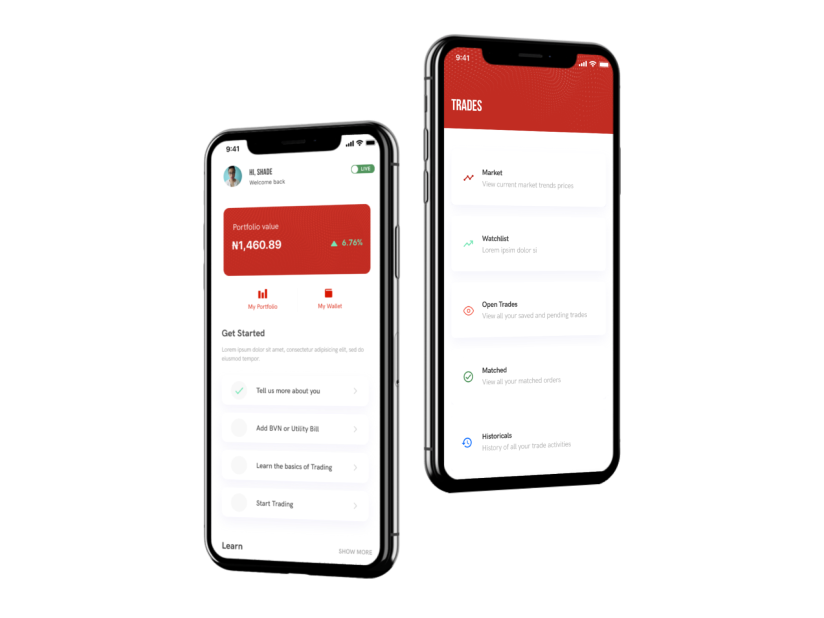 9:41
HI, SHADE
Welcome back
LIVE
Portfolio value
₦1,460.89
6.76%
My Portfolio
My Wallet
Get Started
Lorem ipsum dolor sit amet, consectetur adipiscing elit, sed do
eiusmod tempor.
Tell us more about you
Add BVN or Utility Bill
Learn the basics of Trading
Start Trading
Learn
SHOW MORE
9:41
TRADES
Market
View current market trends prices
Watchlist
Lorem ipsum dolor si
Open Trades
View all your saved and pending trades
Matched
View all your matched orders
Historicals
History of all your trade activities